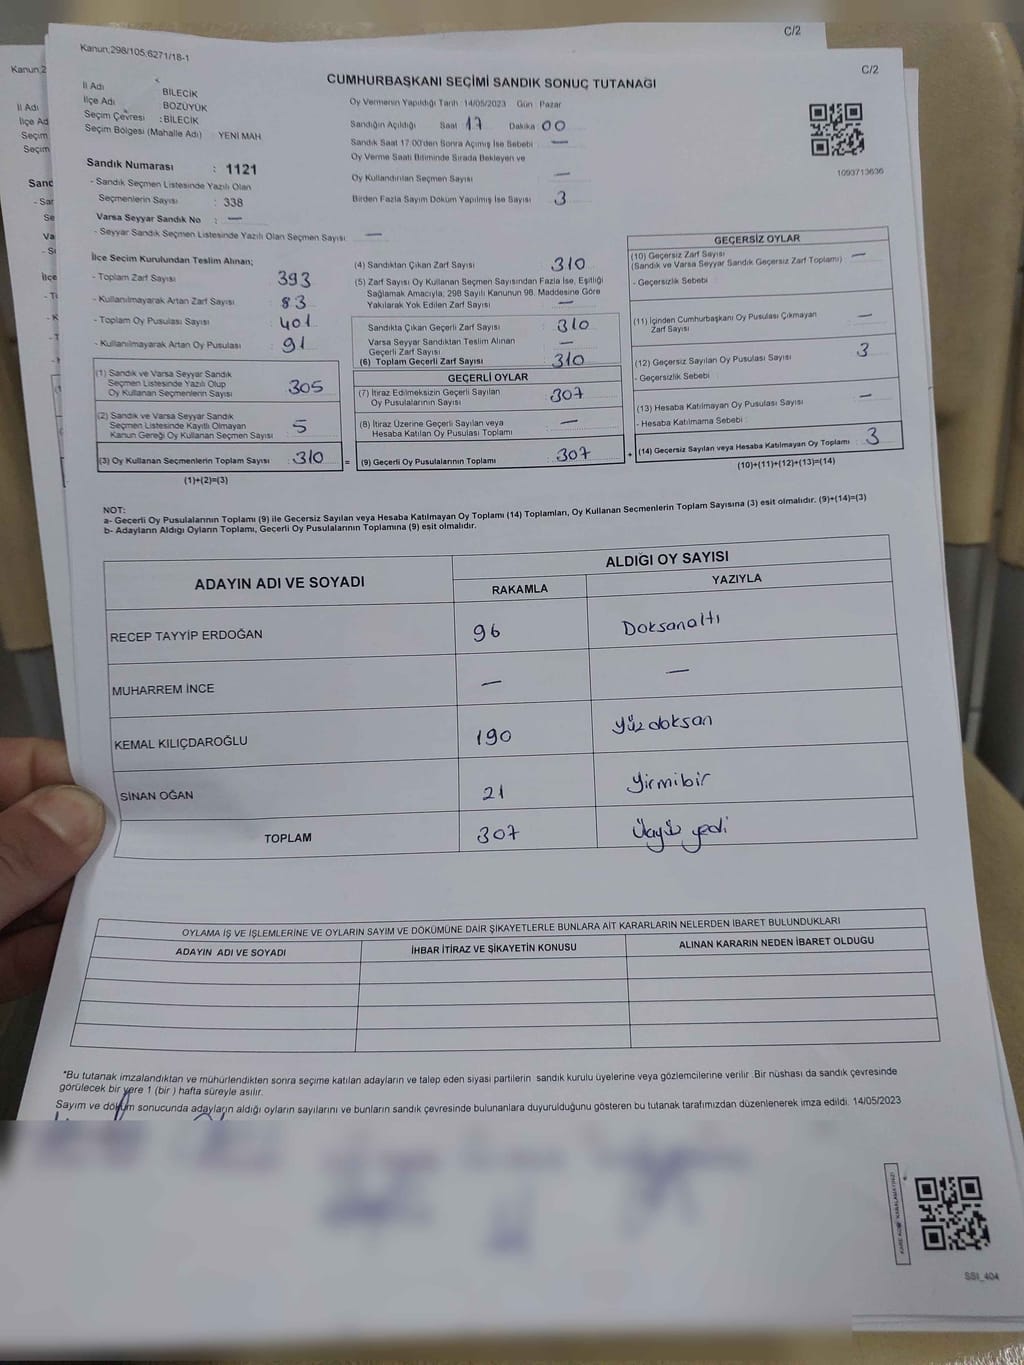 C/2
Kanun,298/105,6271/18-1
C/2
CUMHURBAŞKANI SEÇİMİ SANDIK SONUÇ TUTANAĞI
İl Adı BİLECİK
İlçe Adı BOZÜYÜK
Seçim Çevresi : BİLECİK
Seçim Bölgesi (Mahalle Adı) : YENİ MAH
Oy Vermenin Yapıldığı Tarih : 14/05/2023 Gün Pazar
Sandığın Açıldığı Saat 17 Dakika 00
Sandık Saat 17:00'den Sonra Açımış İse Sebebi : —
Oy Verme Saati Bitiminde Sırada Bekleyen ve
Oy Kullandırılan Seçmen Sayısı —
Birden Fazla Sayım Döküm Yapılmış İse Sayısı 3
1093713636
Sandık Numarası : 1121
- Sandık Seçmen Listesinde Yazılı Olan
Seçmenlerin Sayısı : 338
Varsa Seyyar Sandık No : —
- Seyyar Sandık Seçmen Listesinde Yazılı Olan Seçmen Sayısı: —
İlçe Seçim Kurulundan Teslim Alınan;
- Toplam Zarf Sayısı 393
- Kullanılmayarak Artan Zarf Sayısı : 83
- Toplam Oy Pusulası Sayısı : 401
- Kullanılmayarak Artan Oy Pusulası : 91
(1) Sandık ve Varsa Seyyar Sandık
Seçmen Listesinde Yazılı Olup
Oy Kullanan Seçmenlerin Sayısı 305
(2) Sandık ve Varsa Seyyar Sandık
Seçmen Listesinde Kayıtlı Olmayan
Kanun Gereği Oy Kullanan Seçmen Sayısı : 5
(3) Oy Kullanan Seçmenlerin Toplam Sayısı : 310
(1)+(2)=(3)
(4) Sandıktan Çıkan Zarf Sayısı 310
(5) Zarf Sayısı Oy Kullanan Seçmen Sayısından Fazla İse, Eşitliği
Sağlamak Amacıyla; 298 Sayılı Kanunun 98. Maddesine Göre
Yakılarak Yok Edilen Zarf Sayısı : —
Sandıkta Çıkan Geçerli Zarf Sayısı : 310
Varsa Seyyar Sandıktan Teslim Alınan
Geçerli Zarf Sayısı : —
(6) Toplam Geçerli Zarf Sayısı : 310
GEÇERLİ OYLAR
(7) İtiraz Edilmeksizin Geçerli Sayılan
Oy Pusulalarının Sayısı : 307
(8) İtiraz Üzerine Geçerli Sayılan veya
Hesaba Katılan Oy Pusulası Toplamı : —
= (9) Geçerli Oy Pusulalarının Toplamı : 307
GEÇERSİZ OYLAR
(10) Geçersiz Zarf Sayısı —
(Sandık ve Varsa Seyyar Sandık Geçersiz Zarf Toplamı) :
- Geçersizlik Sebebi :
(11) İçinden Cumhurbaşkanı Oy Pusulası Çıkmayan
Zarf Sayısı : —
(12) Geçersiz Sayılan Oy Pusulası Sayısı : 3
- Geçersizlik Sebebi :
(13) Hesaba Katılmayan Oy Pusulası Sayısı : —
- Hesaba Katılmama Sebebi :
+ (14) Geçersiz Sayılan veya Hesaba Katılmayan Oy Toplamı : 3
(10)+(11)+(12)+(13)=(14)
NOT:
a- Geçerli Oy Pusulalarının Toplamı (9) ile Geçersiz Sayılan veya Hesaba Katılmayan Oy Toplamı (14) Toplamları, Oy Kullanan Seçmenlerin Toplam Sayısına (3) eşit olmalıdır. (9)+(14)=(3)
b- Adayların Aldığı Oyların Toplamı, Geçerli Oy Pusulalarının Toplamına (9) eşit olmalıdır.
ADAYIN ADI VE SOYADI
ALDIĞI OY SAYISI
RAKAMLA YAZIYLA
RECEP TAYYİP ERDOĞAN 96 Doksanaltı
MUHARREM İNCE — —
KEMAL KILIÇDAROĞLU 190 Yüzdoksan
SİNAN OĞAN 21 Yirmibir
TOPLAM 307 Üçyüz yedi
OYLAMA İŞ VE İŞLEMLERİNE VE OYLARIN SAYIM VE DÖKÜMÜNE DAİR ŞİKAYETLERLE BUNLARA AİT KARARLARIN NELERDEN İBARET BULUNDUKLARI
ADAYIN ADI VE SOYADI İHBAR İTİRAZ VE ŞİKAYETİN KONUSU ALINAN KARARIN NEDEN İBARET OLDUĞU
*Bu tutanak imzalandıktan ve mühürlendikten sonra seçime katılan adayların ve talep eden siyasi partilerin sandık kurulu üyelerine veya gözlemcilerine verilir. Bir nüshası da sandık çevresinde
görülecek bir yere 1 (bir ) hafta süreyle asılır.
Sayım ve döküm sonucunda adayların aldığı oyların sayılarını ve bunların sandık çevresinde bulunanlara duyurulduğunu gösteren bu tutanak tarafımızdan düzenlenerek imza edildi. 14/05/2023
SSI_404